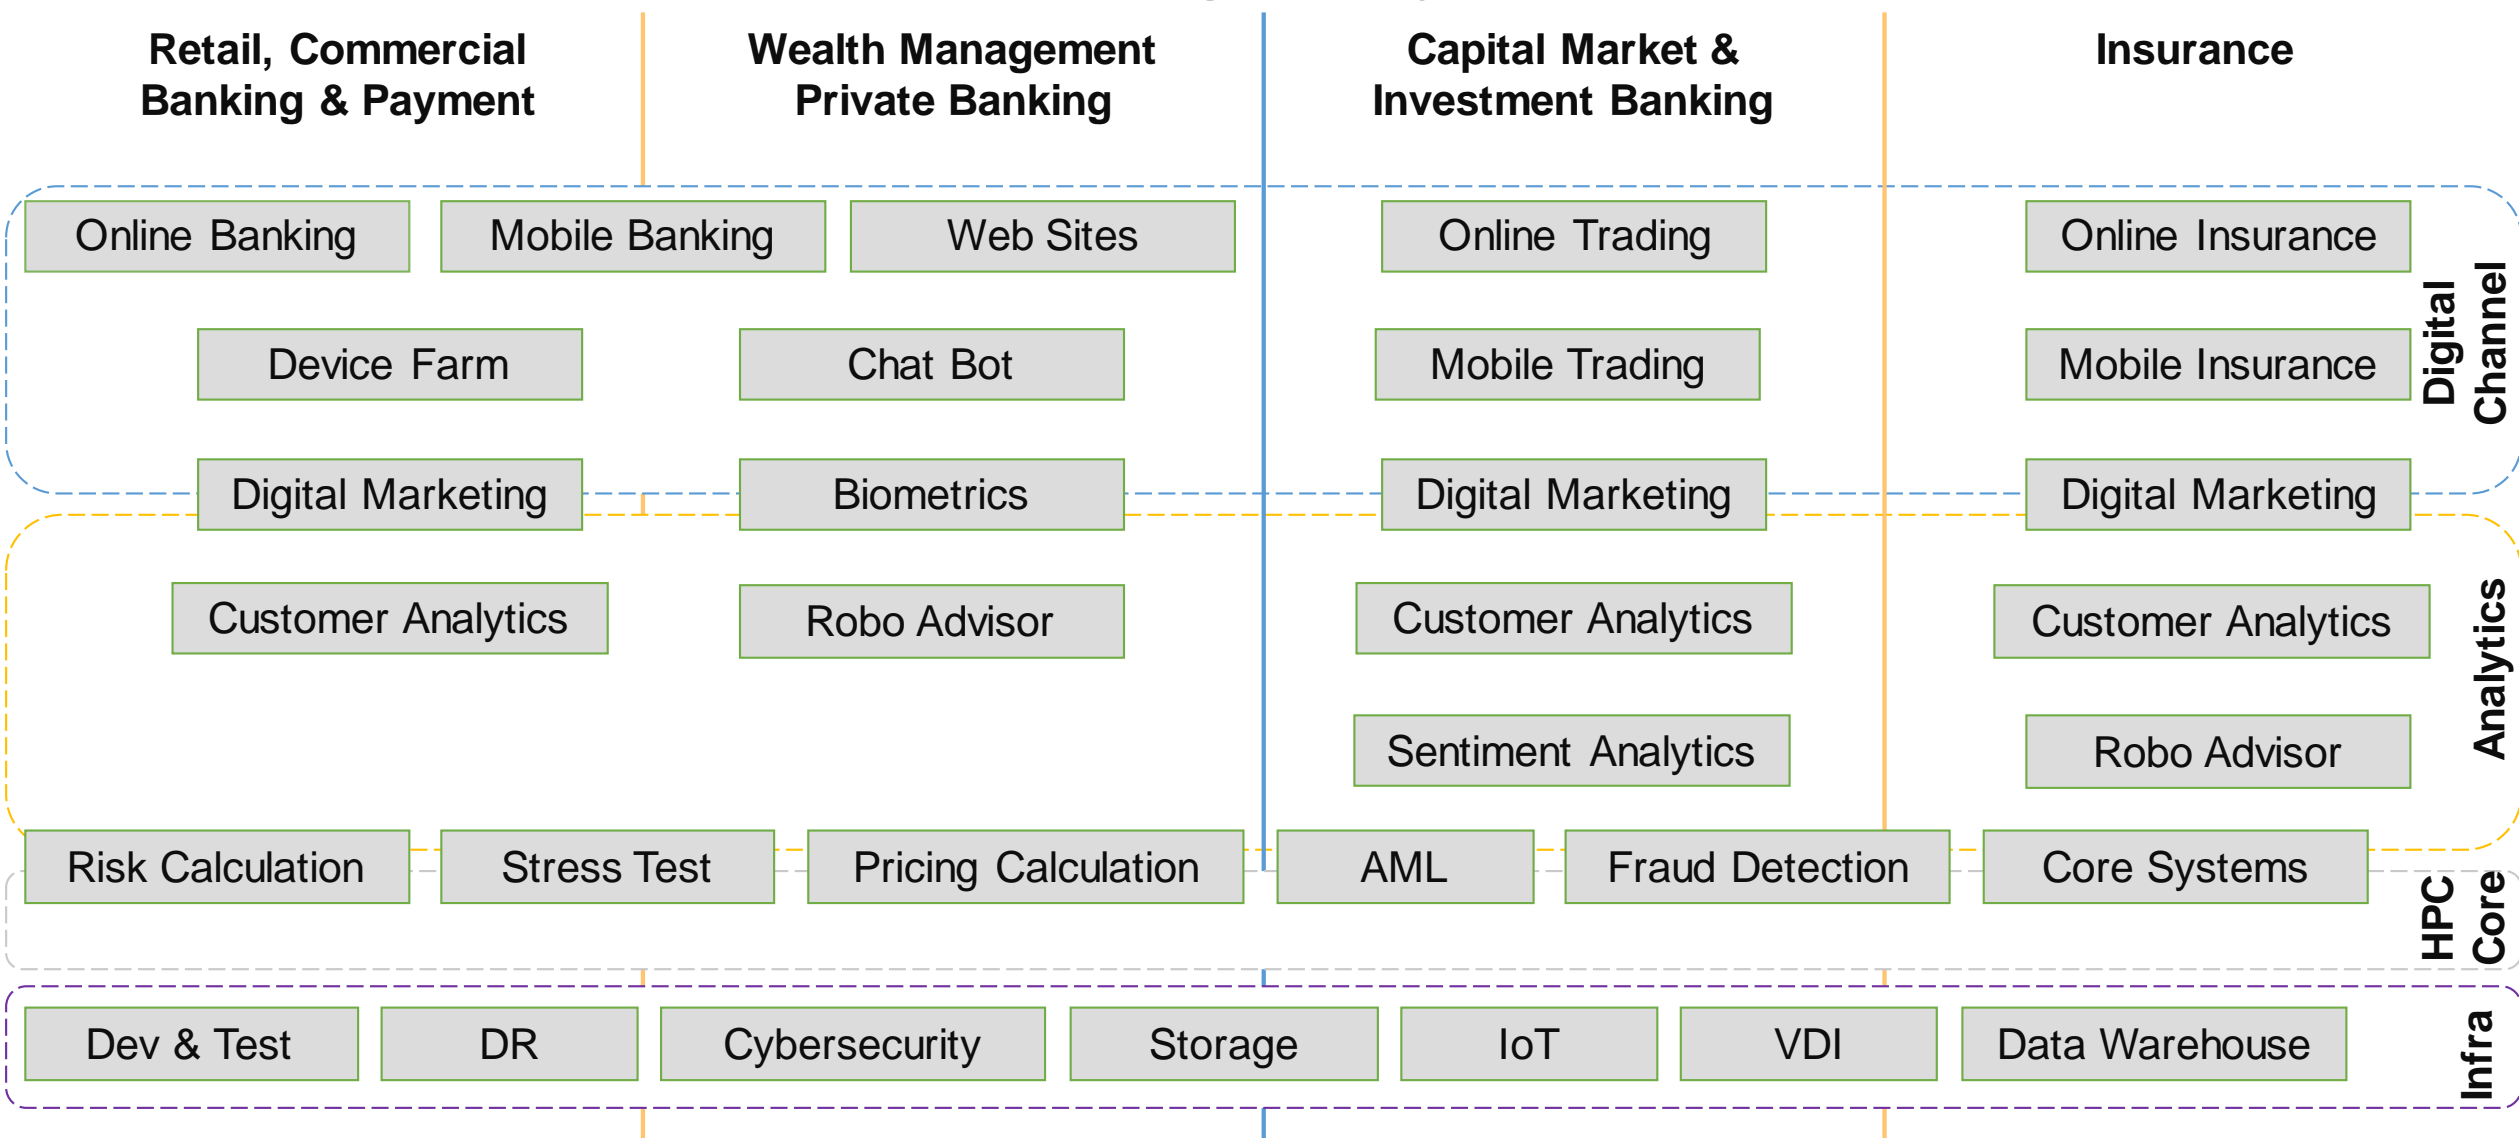 Retail, Commercial
Banking & Payment
Wealth Management
Private Banking
Capital Market &
Investment Banking
Insurance
Online Banking
Mobile Banking
Web Sites
Online Trading
Online Insurance
Device Farm
Chat Bot
Mobile Trading
Mobile Insurance
Digital
Channel
Digital Marketing
Biometrics
Digital Marketing
Digital Marketing
Customer Analytics
Robo Advisor
Customer Analytics
Customer Analytics
Analytics
Sentiment Analytics
Robo Advisor
Risk Calculation
Stress Test
Pricing Calculation
AML
Fraud Detection
Core Systems
HPC
Core
Dev & Test
DR
Cybersecurity
Storage
IoT
VDI
Data Warehouse
Infra